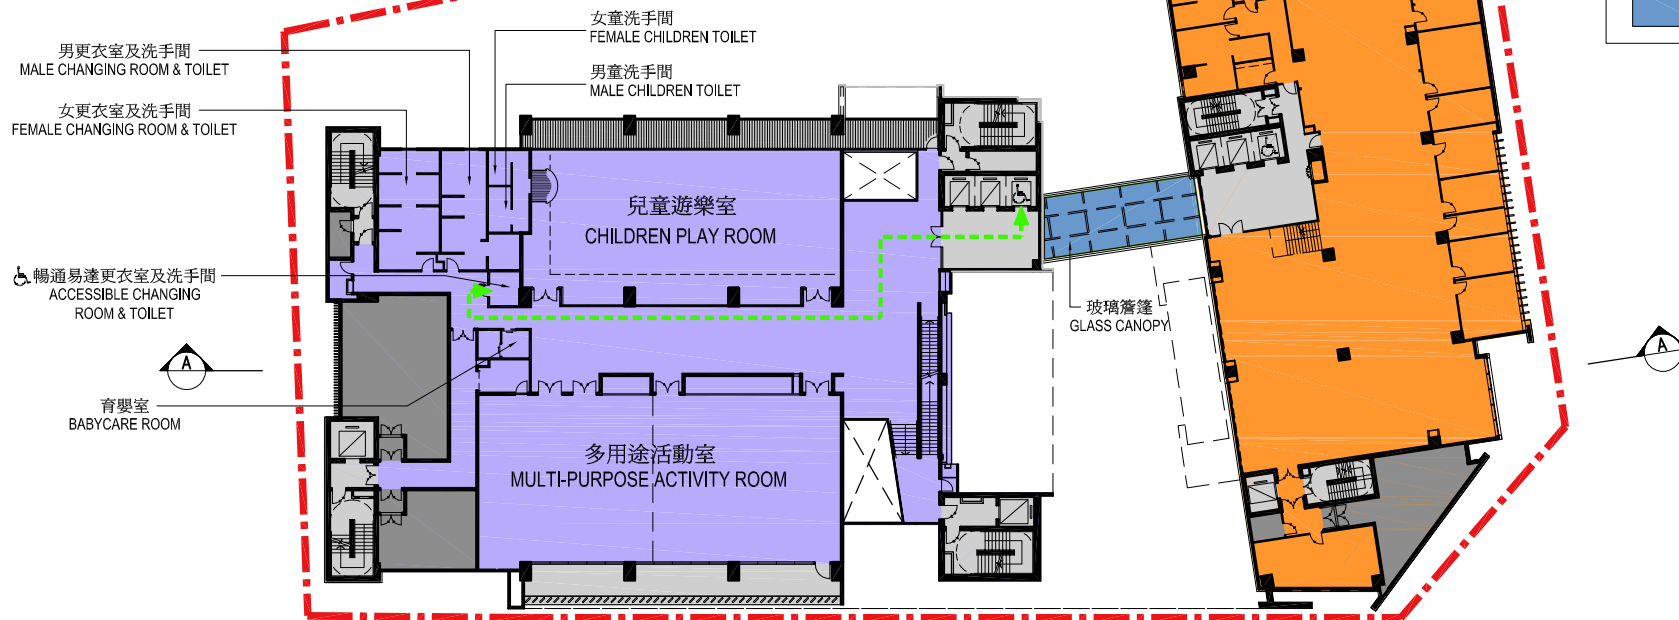 女童洗手間
FEMALE CHILDREN TOILET
男更衣室及洗手間
MALE CHANGING ROOM & TOILET
男童洗手間
MALE CHILDREN TOILET
女更衣室及洗手間
FEMALE CHANGING ROOM & TOILET
兒童遊樂室
CHILDREN PLAY ROOM
暢通易達更衣室及洗手間
ACCESSIBLE CHANGING
ROOM & TOILET
玻璃簷篷
GLASS CANOPY
A
A
育嬰室
BABYCARE ROOM
多用途活動室
MULTI-PURPOSE ACTIVITY ROOM